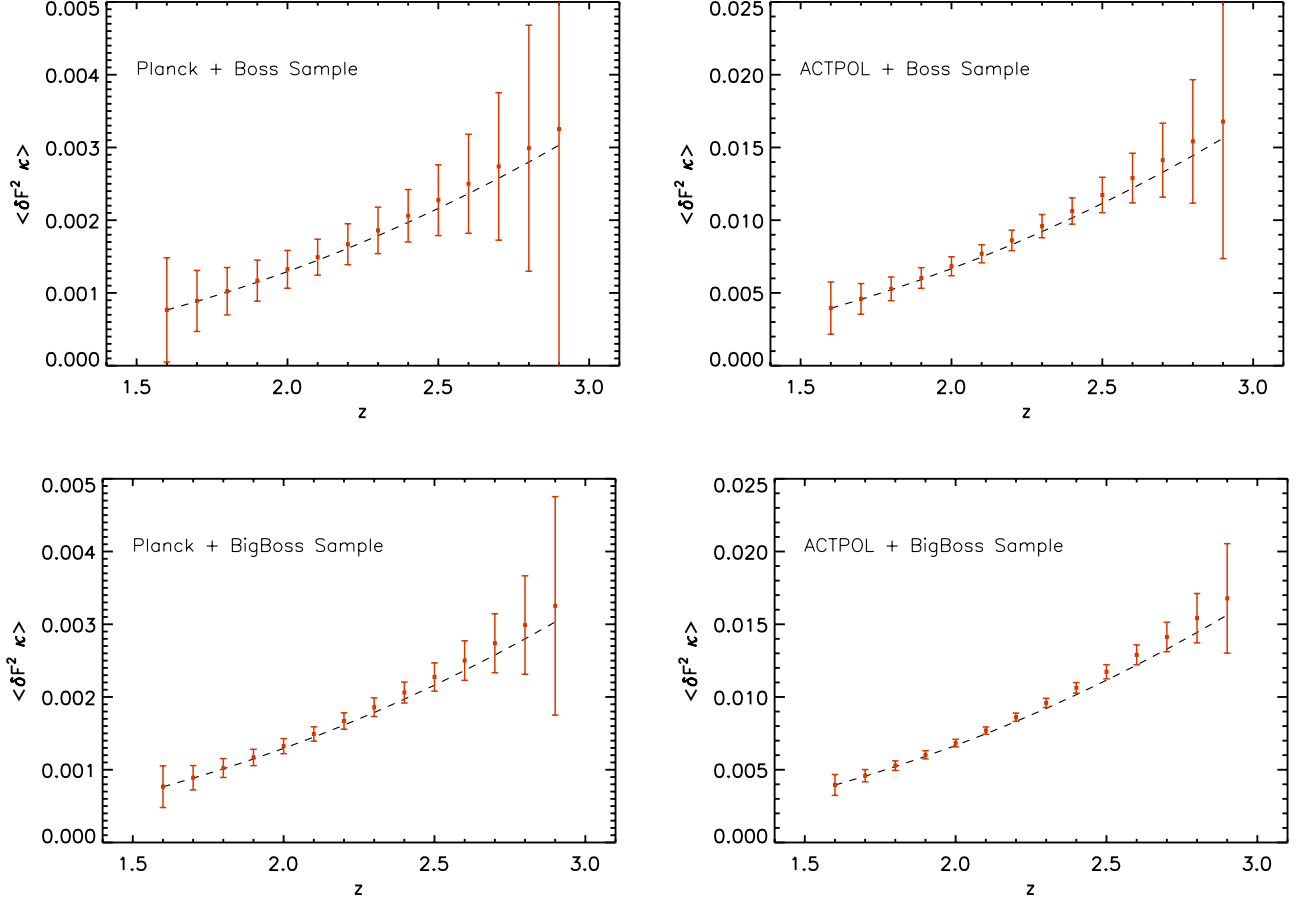 0.005
0.004
0.003
0.002
0.001
0.000
<δF² κ>
Planck + Boss Sample
1.5 2.0 2.5 3.0
z
0.025
0.020
0.015
0.010
0.005
0.000
<δF² κ>
ACTPOL + Boss Sample
1.5 2.0 2.5 3.0
z
0.005
0.004
0.003
0.002
0.001
0.000
<δF² κ>
Planck + BigBoss Sample
1.5 2.0 2.5 3.0
z
0.025
0.020
0.015
0.010
0.005
0.000
<δF² κ>
ACTPOL + BigBoss Sample
1.5 2.0 2.5 3.0
z